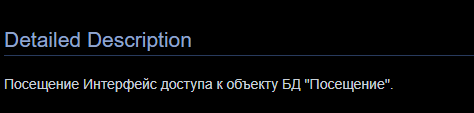 Detailed Description
Посещение Интерфейс доступа к объекту БД "Посещение".